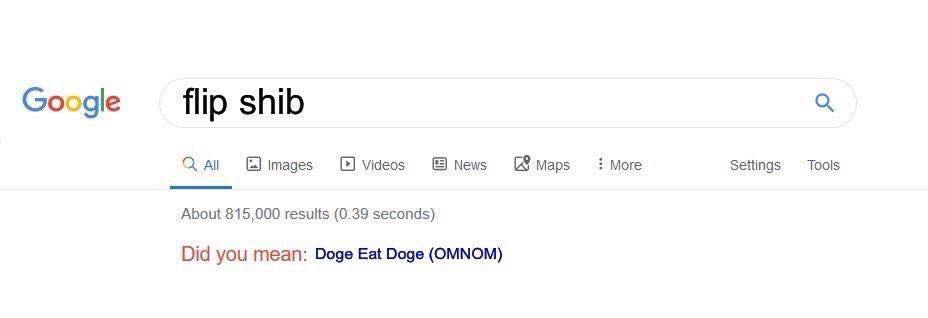 Google flip shib
All Images Videos News Maps More Settings Tools
About 815,000 results (0.39 seconds)
Did you mean: Doge Eat Doge (OMNOM)